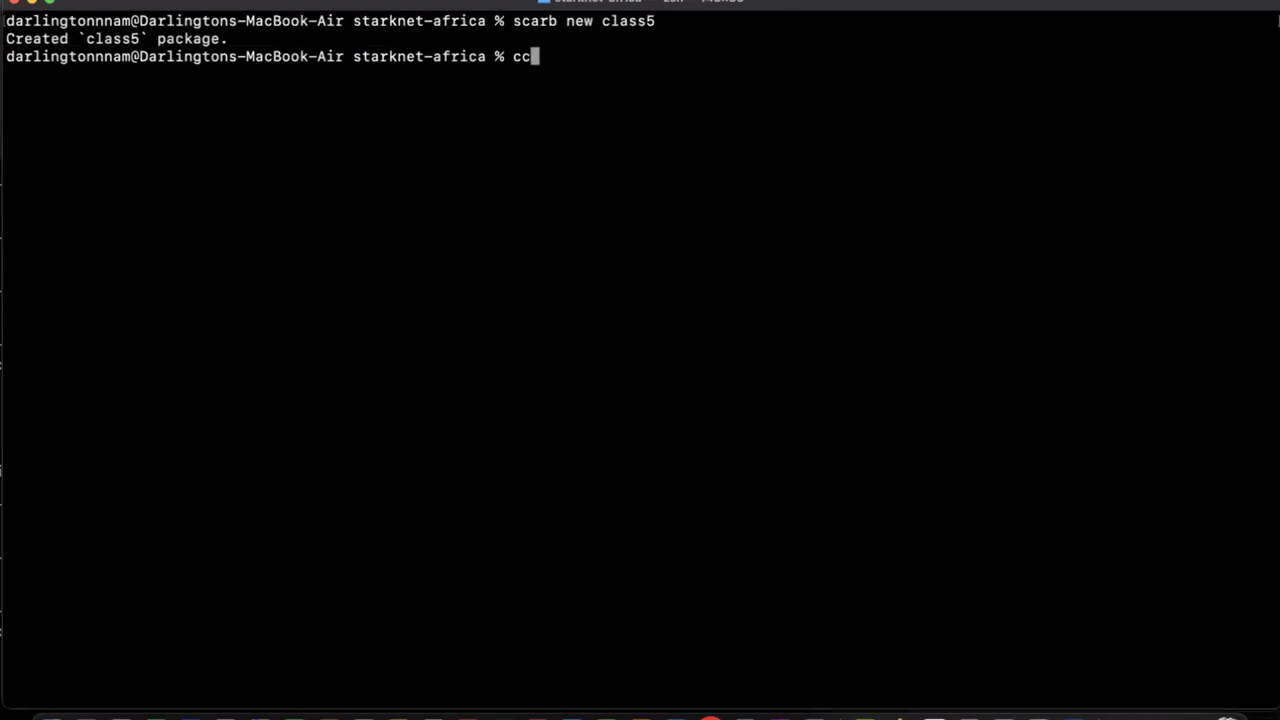 darlingtonnnam@Darlingtons-MacBook-Air starknet-africa % scarb new class5
Created `class5` package.
darlingtonnnam@Darlingtons-MacBook-Air starknet-africa % cc